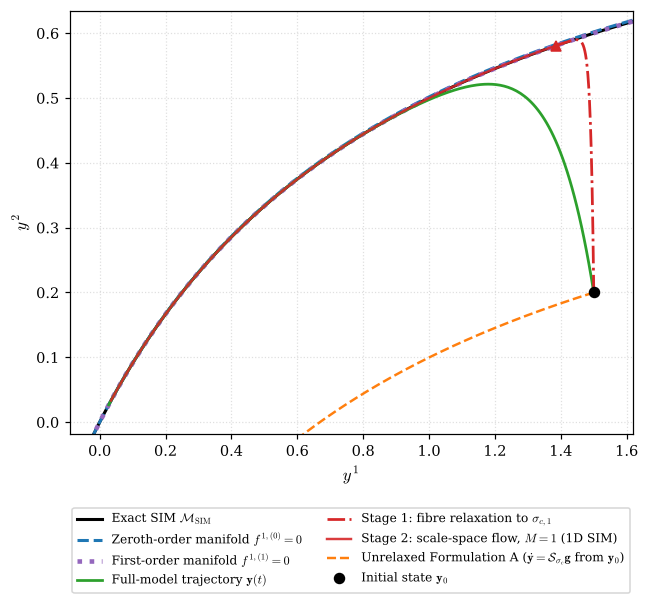 0.6
0.5
0.4
0.3
0.2
0.1
0.0
y²
0.0 0.2 0.4 0.6 0.8 1.0 1.2 1.4 1.6
y¹
Exact SIM 𝓜_SIM
Zeroth-order manifold f^{1,(0)} = 0
First-order manifold f^{1,(1)} = 0
Full-model trajectory 𝐲(t)
Stage 1: fibre relaxation to σ_{c,1}
Stage 2: scale-space flow, M = 1 (1D SIM)
Unrelaxed Formulation A (𝐲̇ = 𝒮_{σ_c}𝐠 from 𝐲₀)
Initial state 𝐲₀